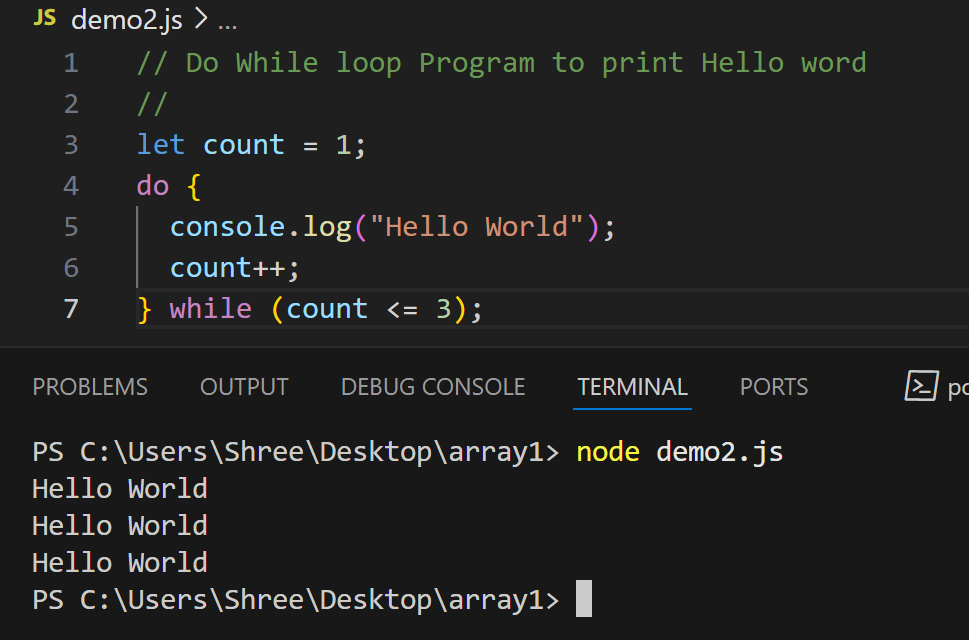 JS demo2.js > ...
1 // Do While loop Program to print Hello word
2 //
3 let count = 1;
4 do {
5   console.log("Hello World");
6   count++;
7 } while (count <= 3);
PROBLEMS OUTPUT DEBUG CONSOLE TERMINAL PORTS >_ po
PS C:\Users\Shree\Desktop\array1> node demo2.js
Hello World
Hello World
Hello World
PS C:\Users\Shree\Desktop\array1>